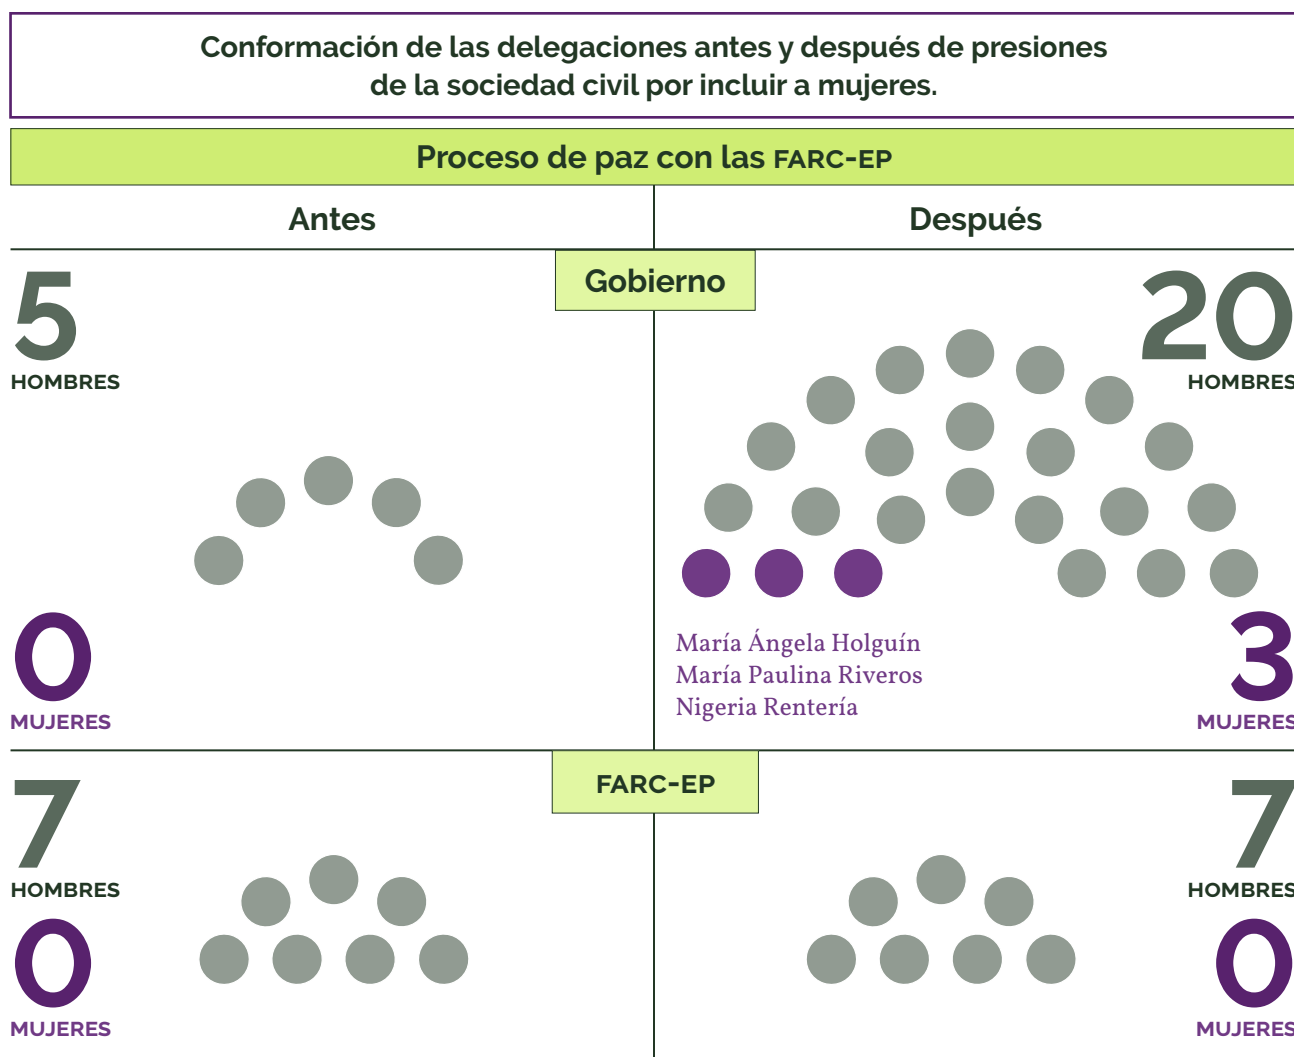 Conformación de las delegaciones antes y después de presiones
de la sociedad civil por incluir a mujeres.
Proceso de paz con las FARC-EP
Antes
Después
Gobierno
5
HOMBRES
20
HOMBRES
0
MUJERES
María Ángela Holguín
María Paulina Riveros
Nigeria Rentería
3
MUJERES
FARC-EP
7
HOMBRES
0
MUJERES
7
HOMBRES
0
MUJERES